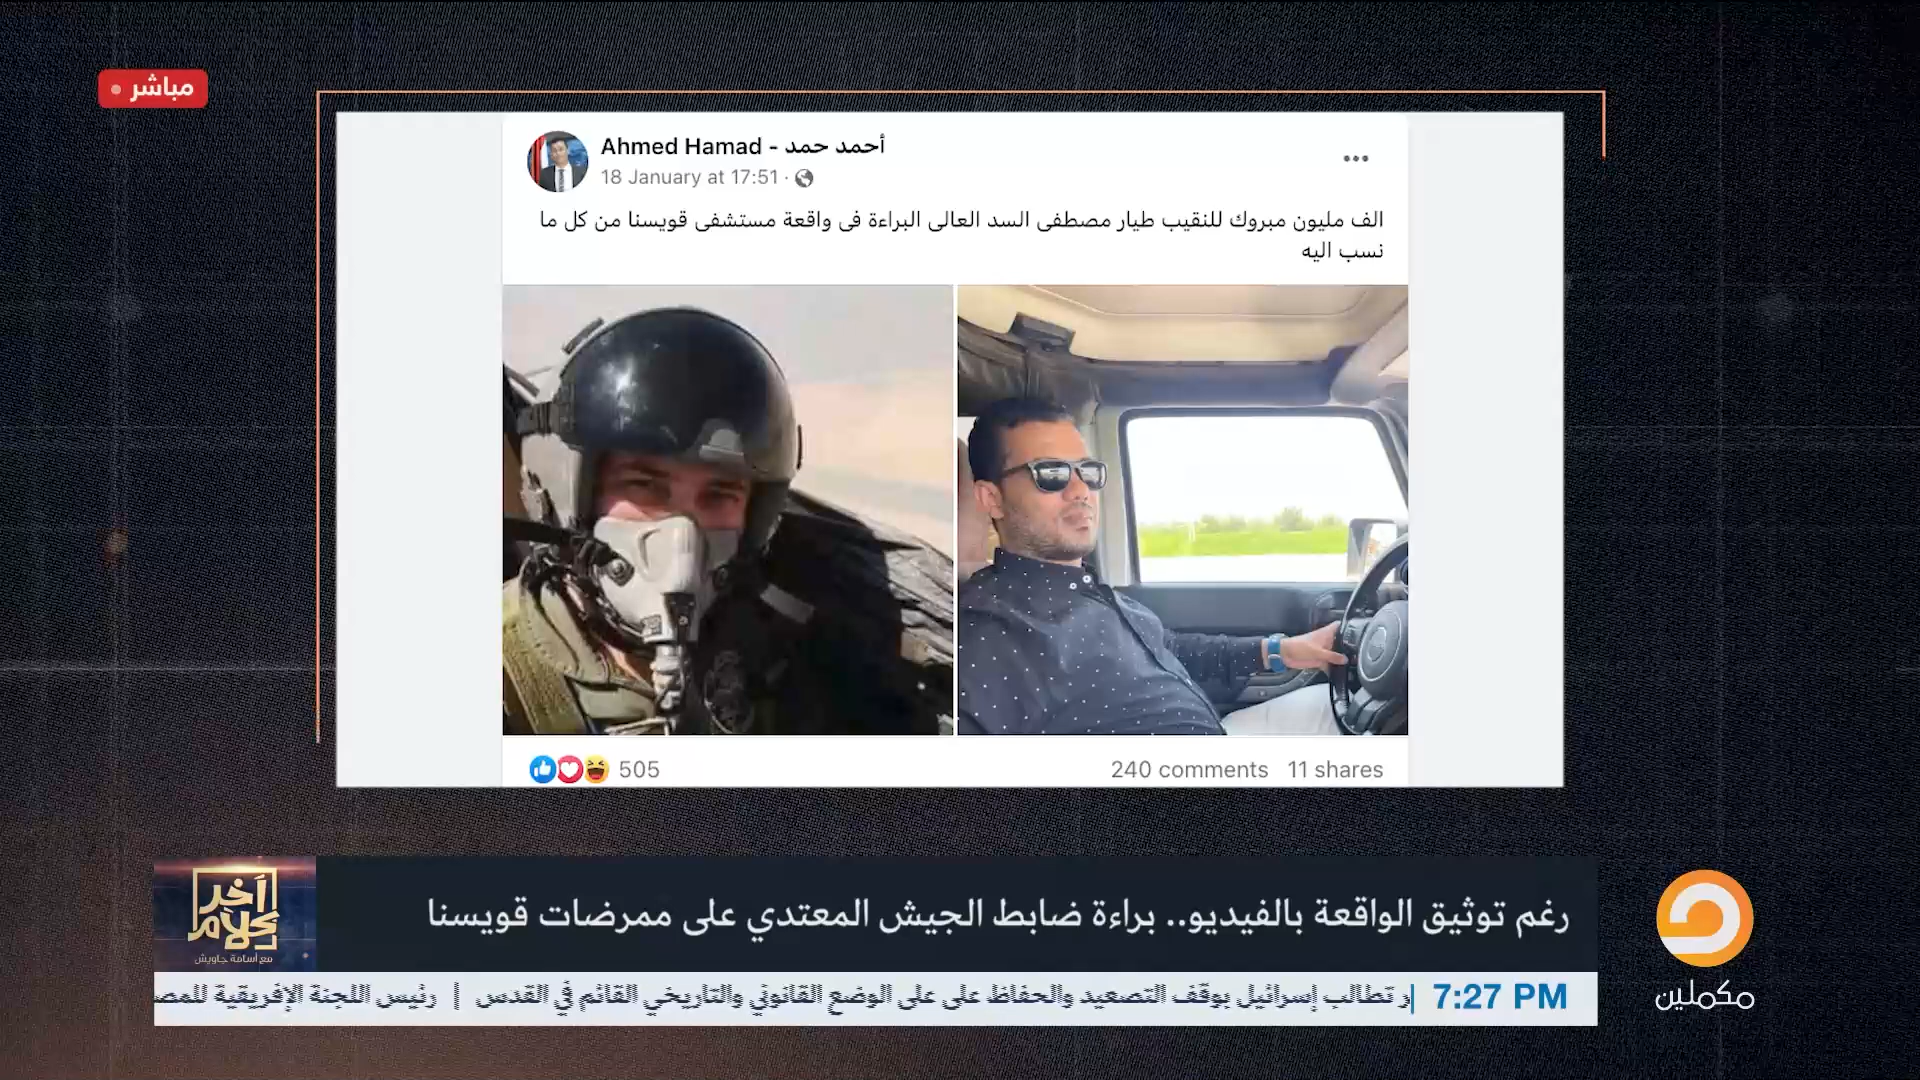 مباشر
Ahmed Hamad - أحمد حمد
18 January at 17:51 ·
الف مليون مبروك للنقيب طيار مصطفى السد العالى البراءة فى واقعة مستشفى قويسنا من كل ما
نسب اليه
505
240 comments 11 shares
آخر
كلام
مع أسامة جاويش
رغم توثيق الواقعة بالفيديو.. براءة ضابط الجيش المعتدي على ممرضات قويسنا
7:27 PM
ر تطالب إسرائيل بوقف التصعيد والحفاظ على على الوضع القانوني والتاريخي القائم في القدس | رئيس اللجنة الإفريقية للمص
مكملين